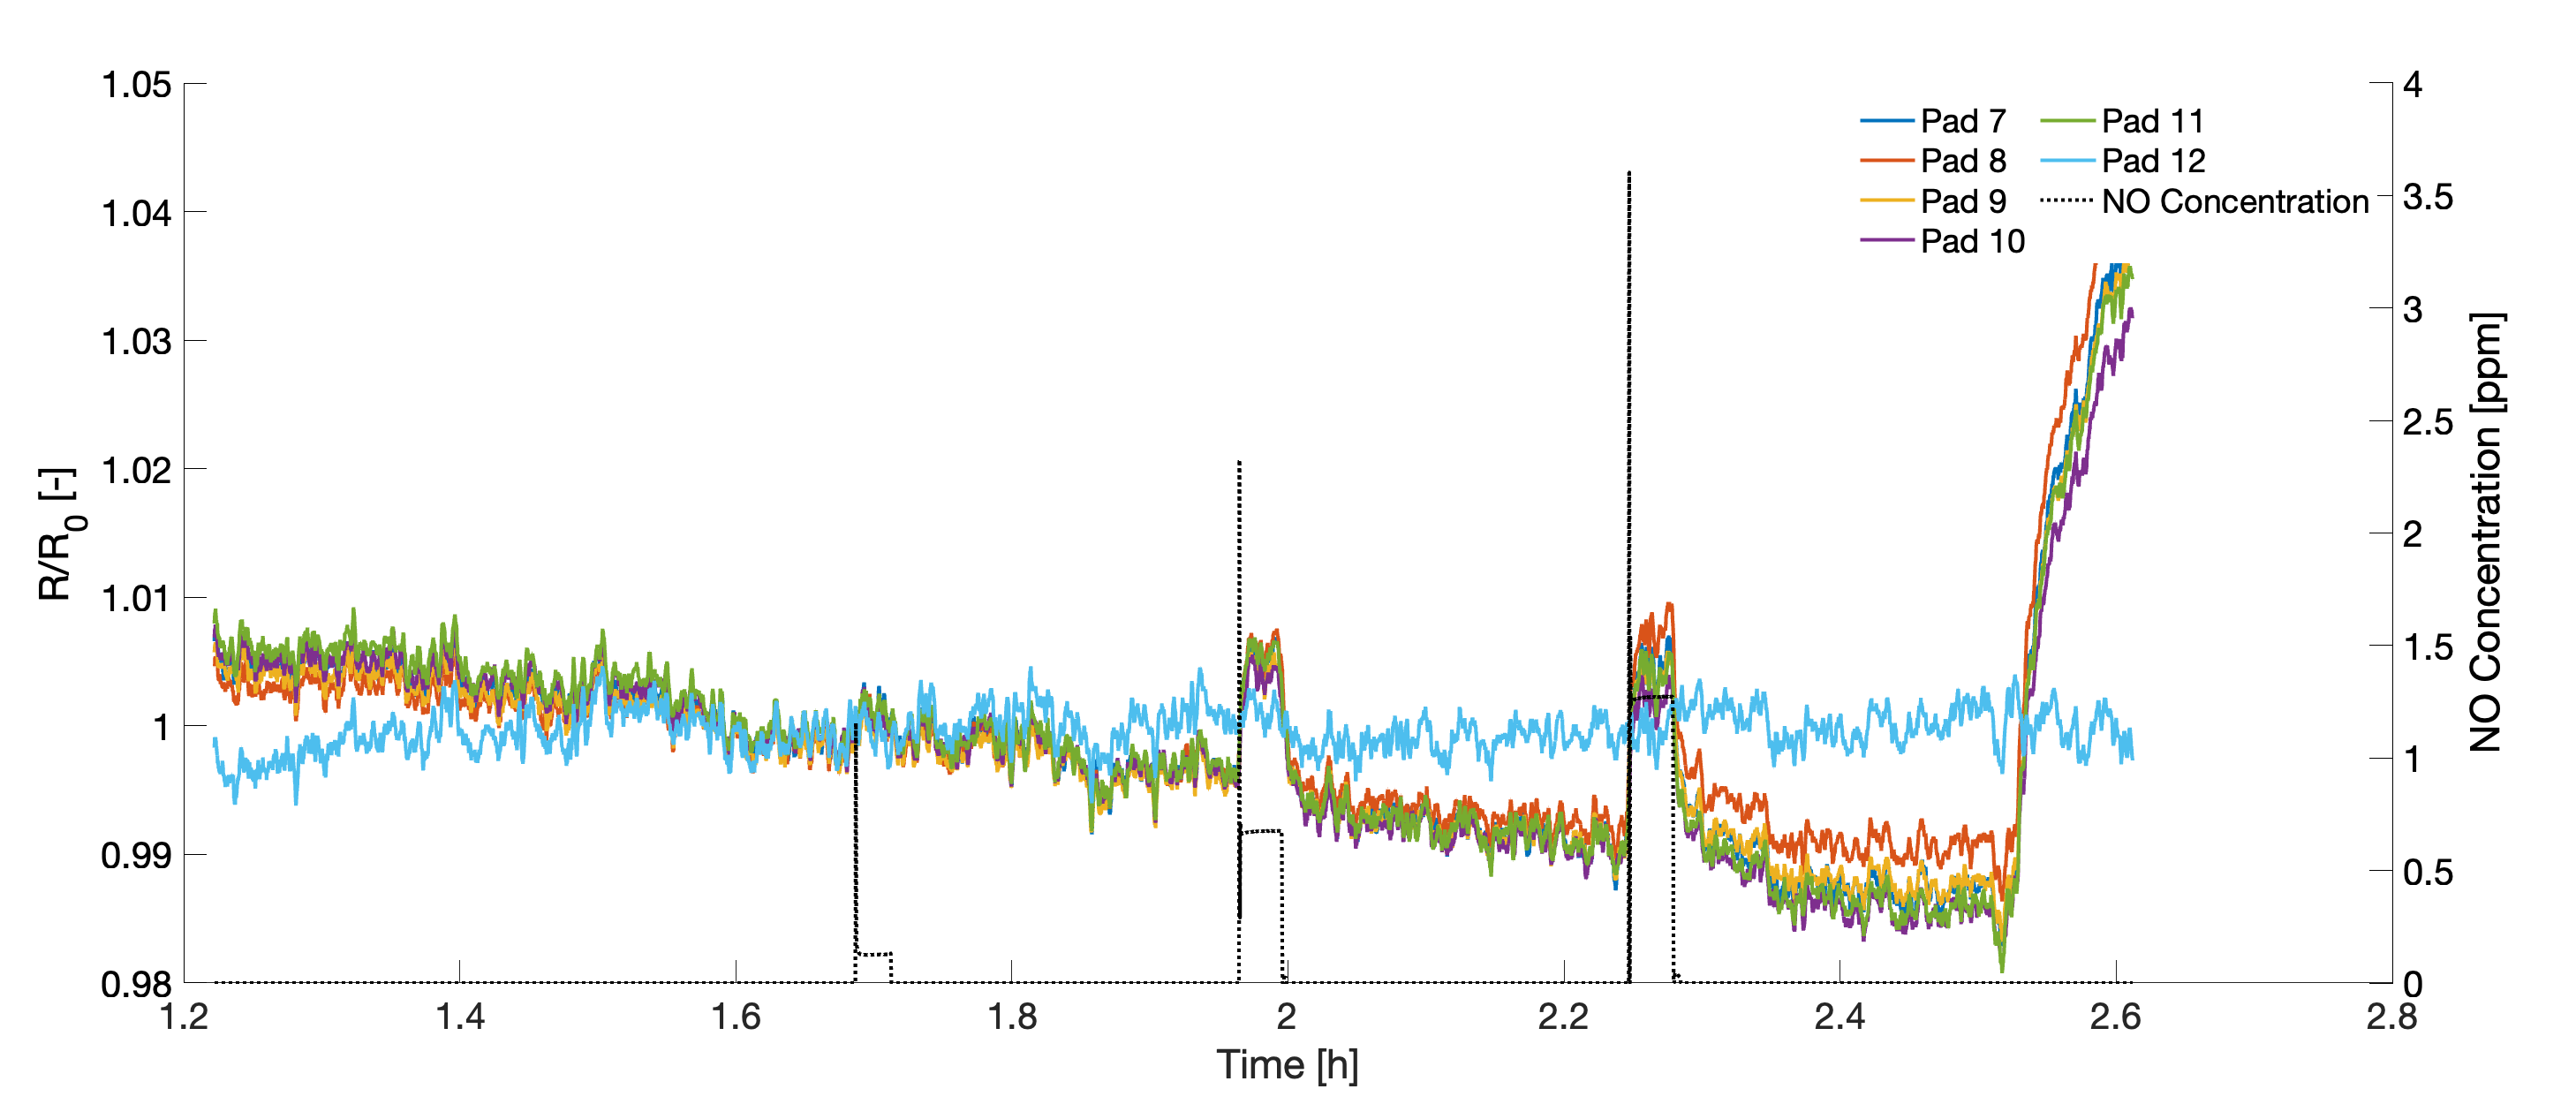 1.05
1.04
1.03
1.02
1.01
1
0.99
0.98
R/R0 [-]
4
3.5
3
2.5
2
1.5
1
0.5
0
NO Concentration [ppm]
Pad 7
Pad 8
Pad 9
Pad 10
Pad 11
Pad 12
NO Concentration
1.2 1.4 1.6 1.8 2 2.2 2.4 2.6 2.8
Time [h]